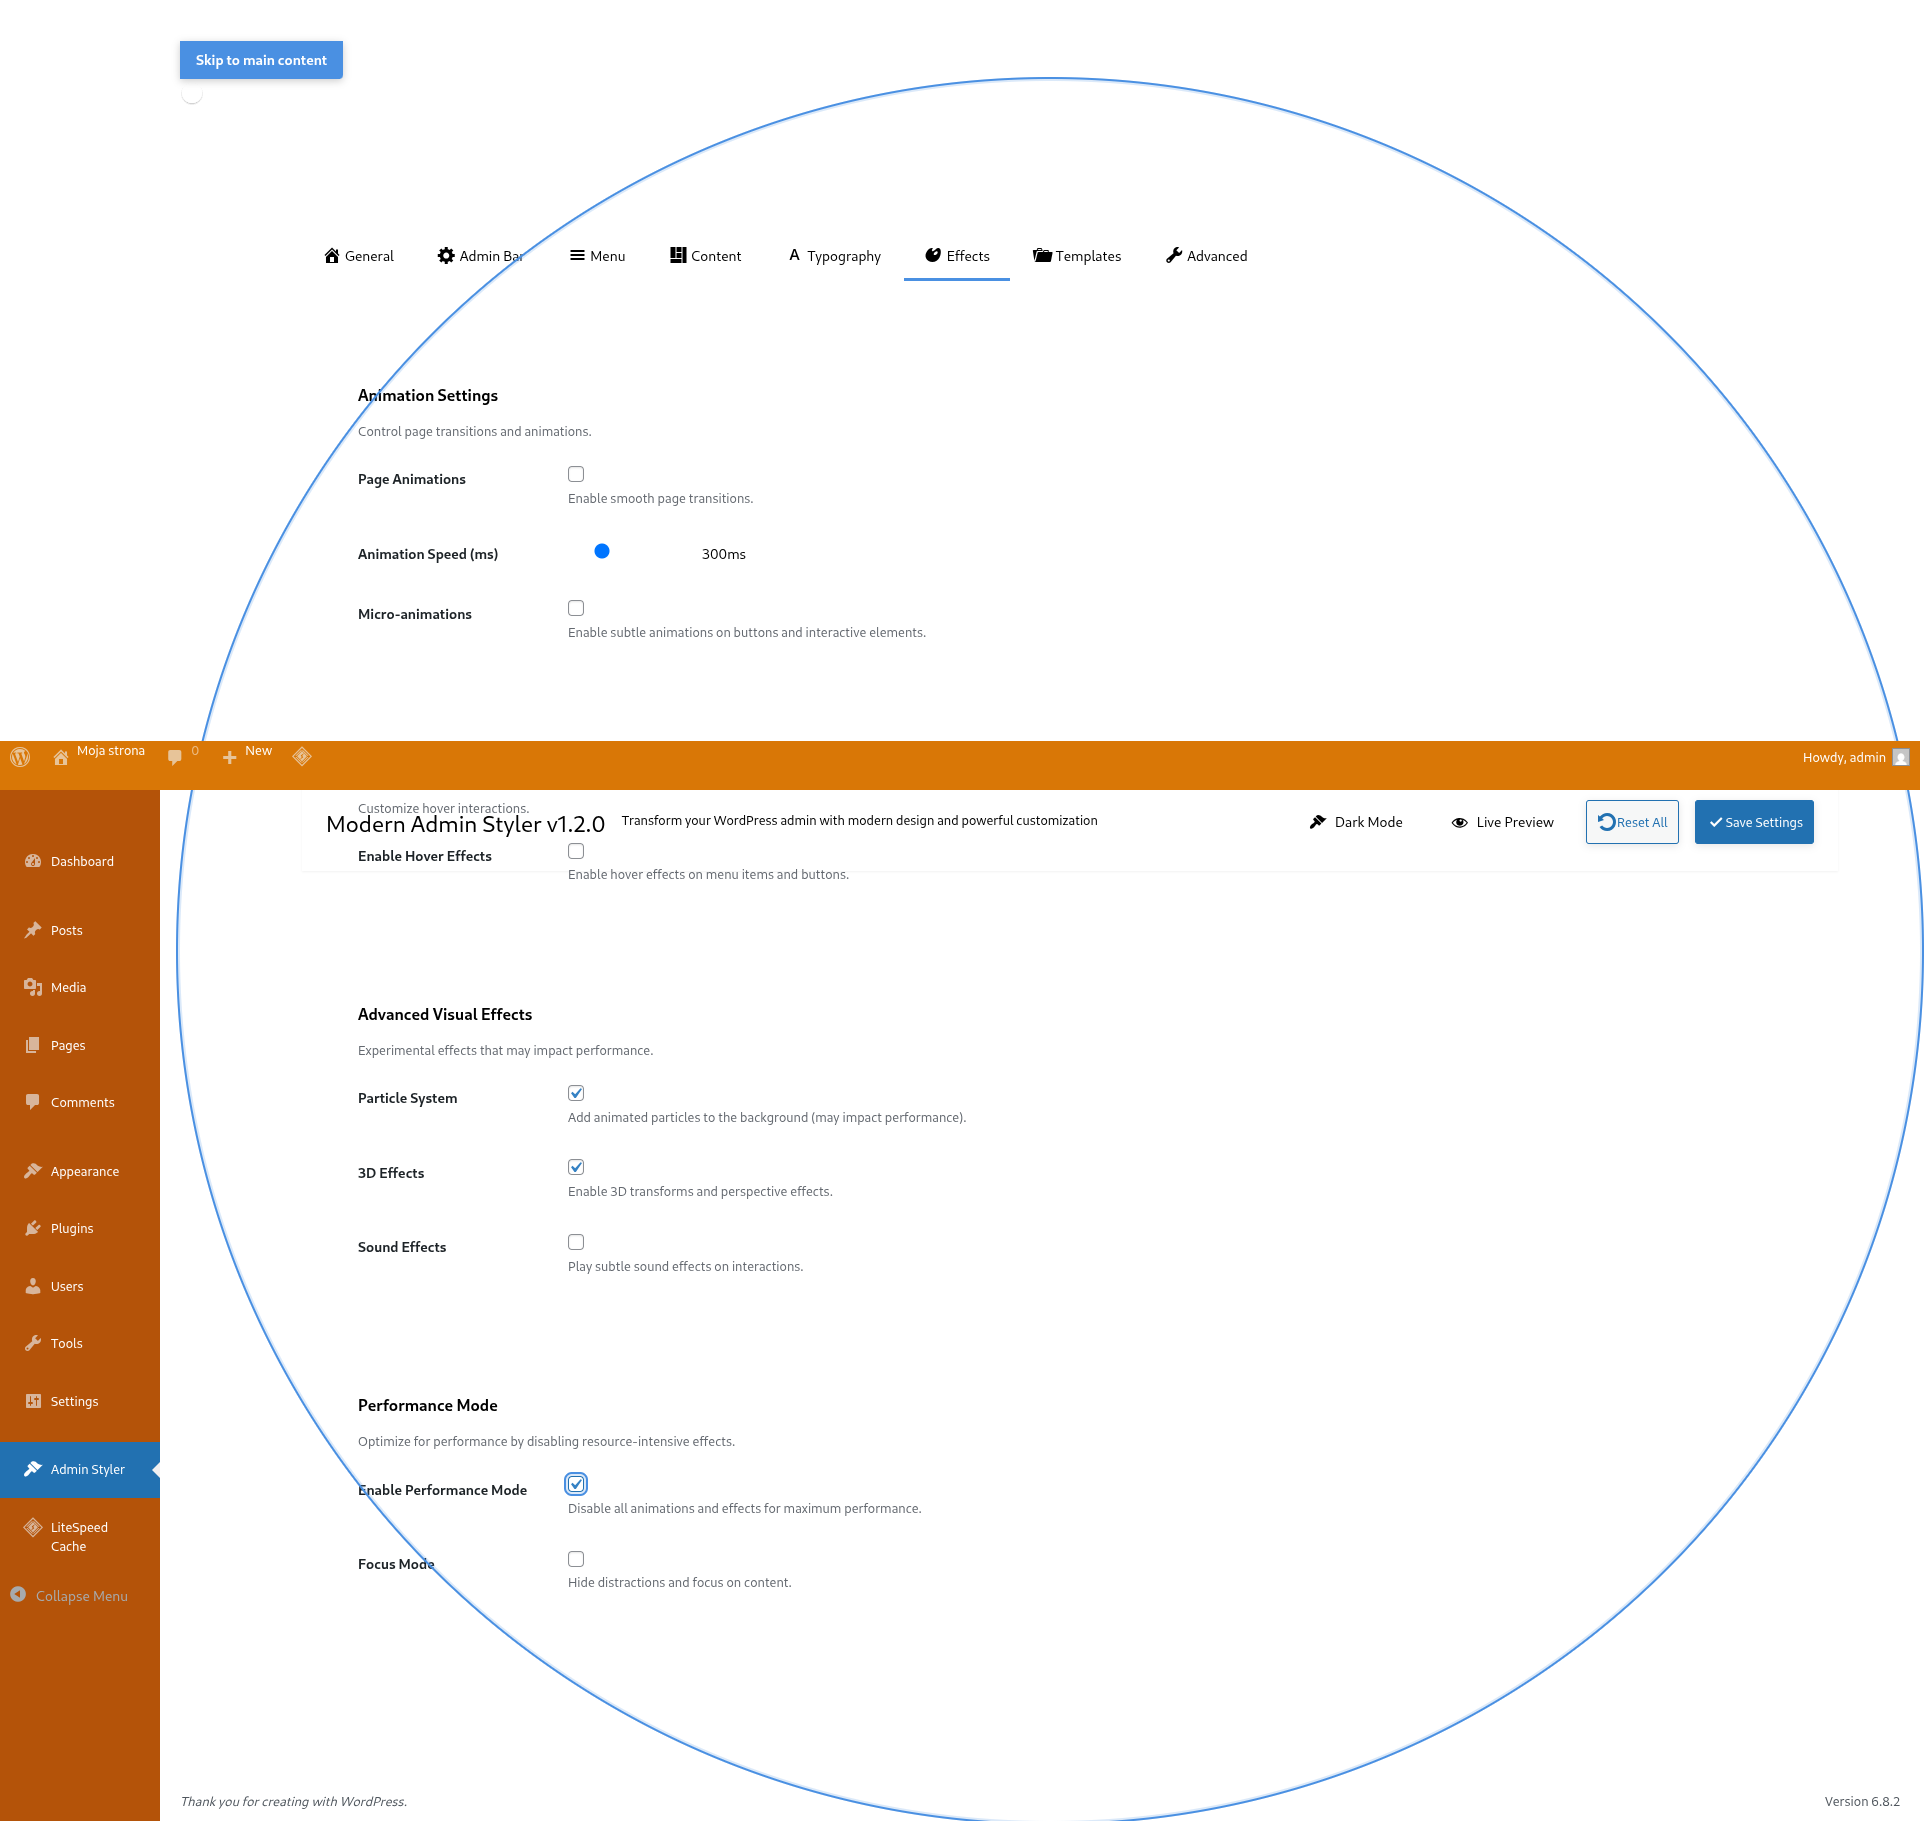 Skip to main content
General
Admin Bar
Menu
Content
Typography
Effects
Templates
Advanced
Animation Settings
Control page transitions and animations.
Page Animations
Enable smooth page transitions.
Animation Speed (ms)
300ms
Micro-animations
Enable subtle animations on buttons and interactive elements.
Moja strona
0
New
Howdy, admin
Customize hover interactions.
Modern Admin Styler v1.2.0
Transform your WordPress admin with modern design and powerful customization
Dark Mode
Live Preview
Reset All
Save Settings
Enable Hover Effects
Enable hover effects on menu items and buttons.
Dashboard
Posts
Media
Pages
Comments
Appearance
Plugins
Users
Tools
Settings
Admin Styler
LiteSpeed
Cache
Collapse Menu
Advanced Visual Effects
Experimental effects that may impact performance.
Particle System
Add animated particles to the background (may impact performance).
3D Effects
Enable 3D transforms and perspective effects.
Sound Effects
Play subtle sound effects on interactions.
Performance Mode
Optimize for performance by disabling resource-intensive effects.
Enable Performance Mode
Disable all animations and effects for maximum performance.
Focus Mode
Hide distractions and focus on content.
Thank you for creating with WordPress.
Version 6.8.2